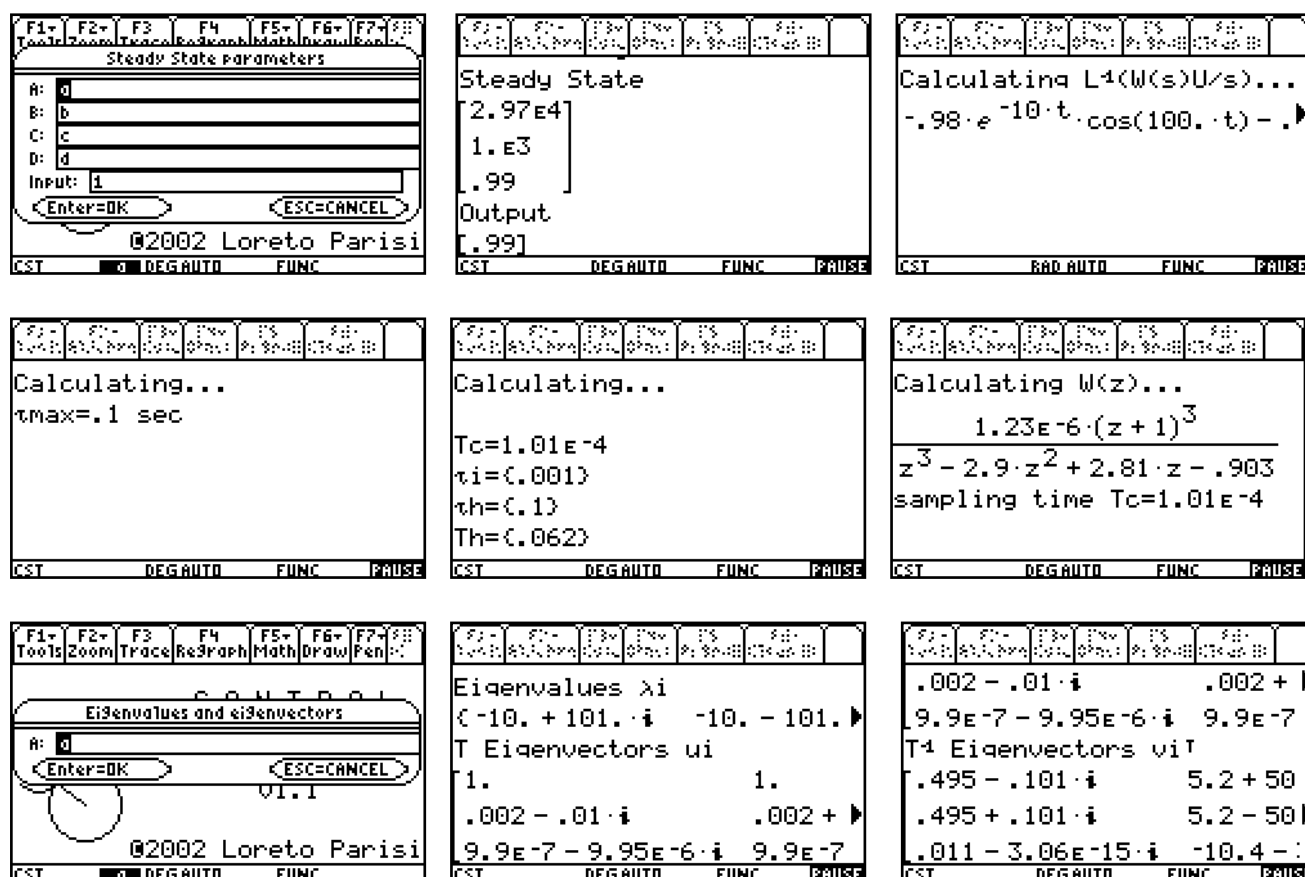 F1 F2 F3 F4 F5 F6 F7
Steady State parameters
A: a
B: b
C: c
D: d
Input: 1
Enter=OK ESC=CANCEL
©2002 Loreto Parisi
CST a DEG AUTO FUNC
Steady State
[2.97E4]
1.E3
.99
Output
[.99]
CST DEG AUTO FUNC PAUSE
Calculating L⁻¹(W(s)U/s)...
-.98·e^-10·t·cos(100.·t) - .
CST RAD AUTO FUNC PAUSE
Calculating...
τmax=.1 sec
CST DEG AUTO FUNC PAUSE
Calculating...
Tc=1.01E-4
τi={.001}
τh={.1}
Th={.062}
CST DEG AUTO FUNC PAUSE
Calculating W(z)...
1.23E-6·(z + 1)³
z³ - 2.9·z² + 2.81·z - .903
sampling time Tc=1.01E-4
CST DEG AUTO FUNC PAUSE
F1 F2 F3 F4 F5 F6 F7
Tools Zoom Trace ReGraph Math Draw Pen
CONTROL
Eigenvalues and eigenvectors
A: a
Enter=OK ESC=CANCEL
v1.1
©2002 Loreto Parisi
CST a DEG AUTO FUNC
Eigenvalues λi
{-10. + 101.·i -10. - 101.
T Eigenvectors ui
1. 1.
.002 - .01·i .002 +
9.9E-7 - 9.95E-6·i 9.9E-7
CST DEG AUTO FUNC PAUSE
.002 - .01·i .002 +
9.9E-7 - 9.95E-6·i 9.9E-7
T⁻¹ Eigenvectors viᵀ
.495 - .101·i 5.2 + 50
.495 + .101·i 5.2 - 50
.011 - 3.06E-15·i -10.4 -
CST DEG AUTO FUNC PAUSE